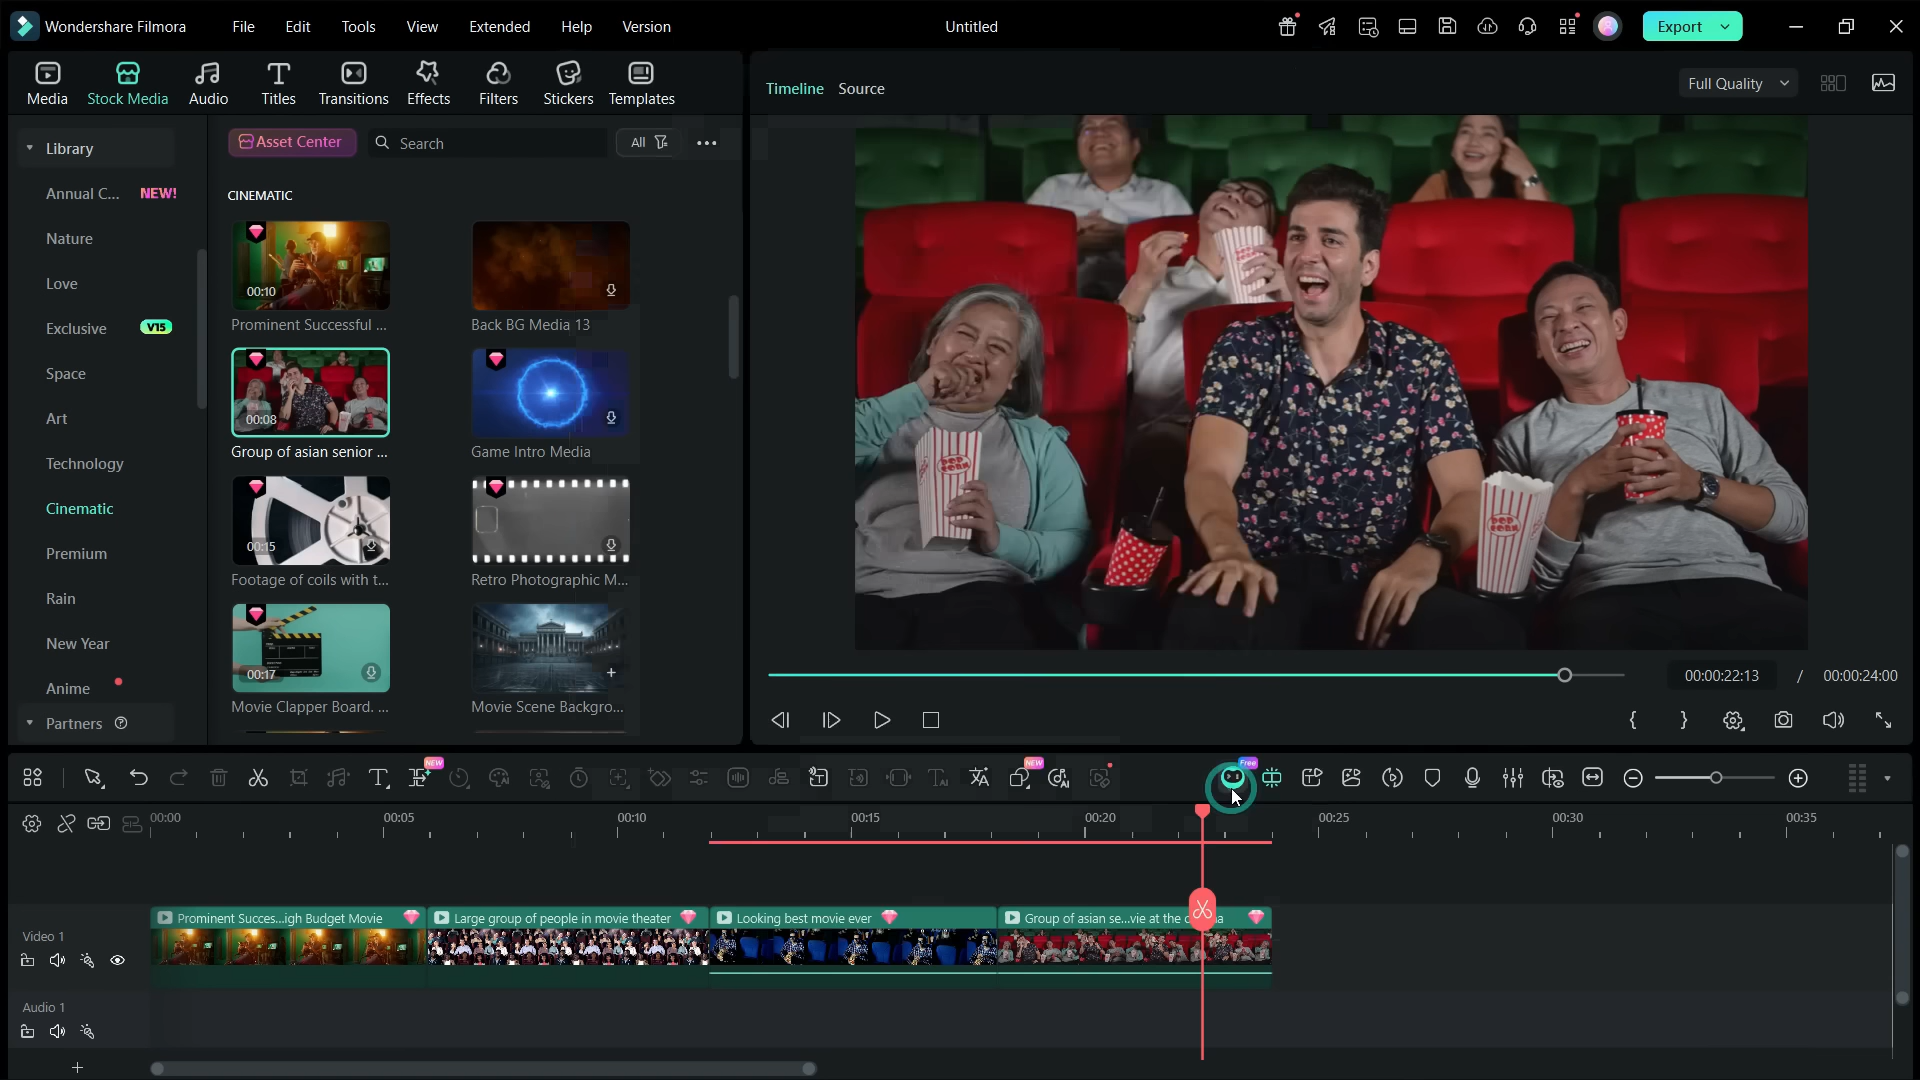 Wondershare Filmora
File
Edit
Tools
View
Extended
Help
Version
Untitled
Export
Media
Stock Media
Audio
Titles
Transitions
Effects
Filters
Stickers
Templates
Timeline
Source
Full Quality
Library
Annual C... NEW!
Nature
Love
Exclusive V15
Space
Art
Technology
Cinematic
Premium
Rain
New Year
Anime
Partners
Asset Center
Search
All
CINEMATIC
00:10
Prominent Successful ...
Back BG Media 13
00:08
Group of asian senior ...
Game Intro Media
00:15
Footage of coils with t...
Retro Photographic M...
00:17
Movie Clapper Board. ...
Movie Scene Backgro...
POP CORN
POP CORN
00:00:22:13 / 00:00:24:00
NEW
NEW
Free
00:00
00:05
00:10
00:15
00:20
00:25
00:30
00:35
Video 1
Prominent Succes...igh Budget Movie
Large group of people in movie theater
Looking best movie ever
Group of asian se...vie at the c
Audio 1